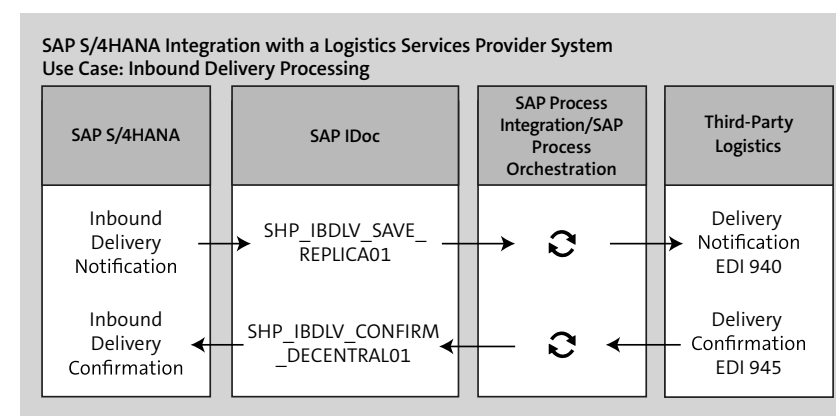 SAP S/4HANA Integration with a Logistics Services Provider System
Use Case: Inbound Delivery Processing
SAP S/4HANA
SAP IDoc
SAP Process
Integration/SAP
Process
Orchestration
Third-Party
Logistics
Inbound
Delivery
Notification
SHP_IBDLV_SAVE_
REPLICA01
Delivery
Notification
EDI 940
Inbound
Delivery
Confirmation
SHP_IBDLV_CONFIRM
_DECENTRAL01
Delivery
Confirmation
EDI 945